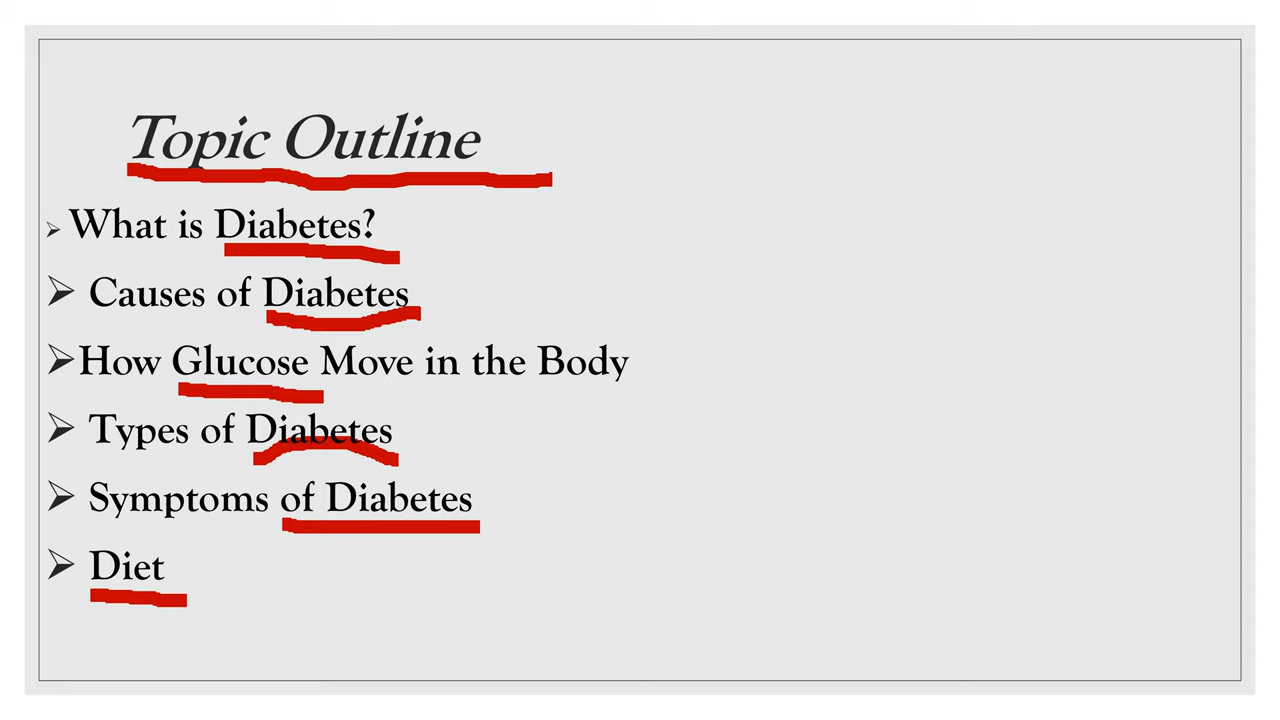 Topic Outline
What is Diabetes?
Causes of Diabetes
How Glucose Move in the Body
Types of Diabetes
Symptoms of Diabetes
Diet